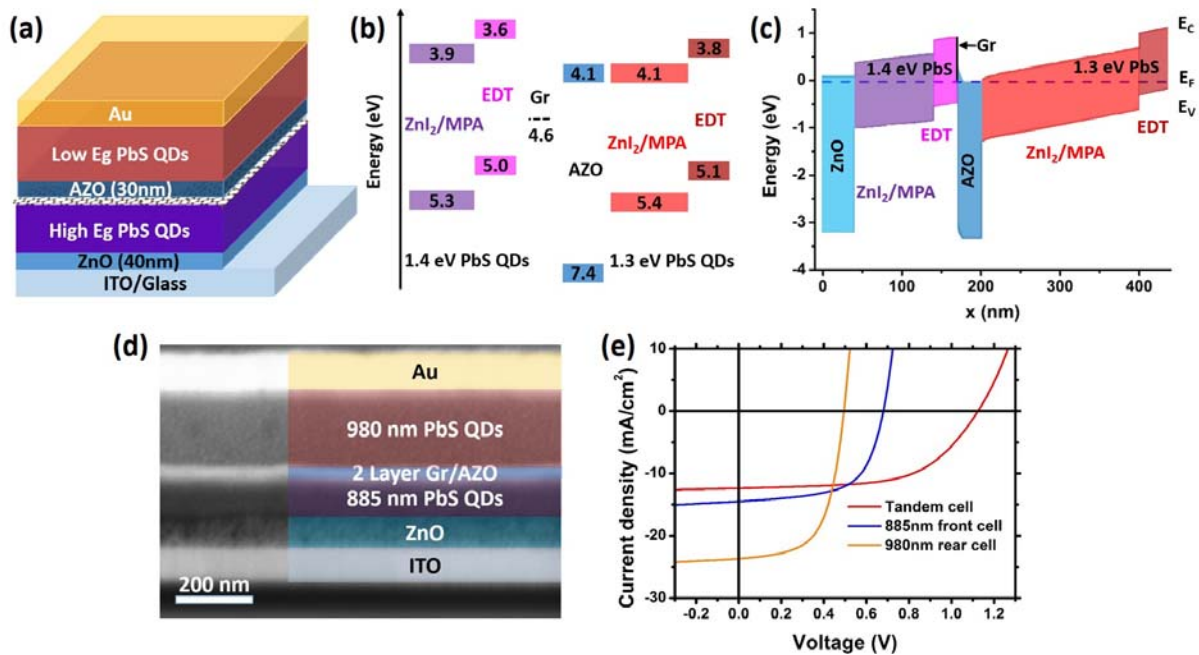 (a)
Au
Low Eg PbS QDs
AZO (30nm)
High Eg PbS QDs
ZnO (40nm)
ITO/Glass
(b)
Energy (eV)
3.6
3.9
EDT
ZnI₂/MPA
Gr
4.6
5.0
5.3
1.4 eV PbS QDs
3.8
4.1
4.1
EDT
ZnI₂/MPA
AZO
5.1
5.4
7.4
1.3 eV PbS QDs
(c)
Energy (eV)
1
0
-1
-2
-3
-4
Gr
1.4 eV PbS
1.3 eV PbS
E_C
E_F
E_V
ZnO
EDT
AZO
ZnI₂/MPA
ZnI₂/MPA
EDT
0
100
200
300
400
x (nm)
(d)
Au
980 nm PbS QDs
2 Layer Gr/AZO
885 nm PbS QDs
ZnO
ITO
200 nm
(e)
Current density (mA/cm²)
10
0
-10
-20
-30
Tandem cell
885nm front cell
980nm rear cell
-0.2 0.0 0.2 0.4 0.6 0.8 1.0 1.2
Voltage (V)